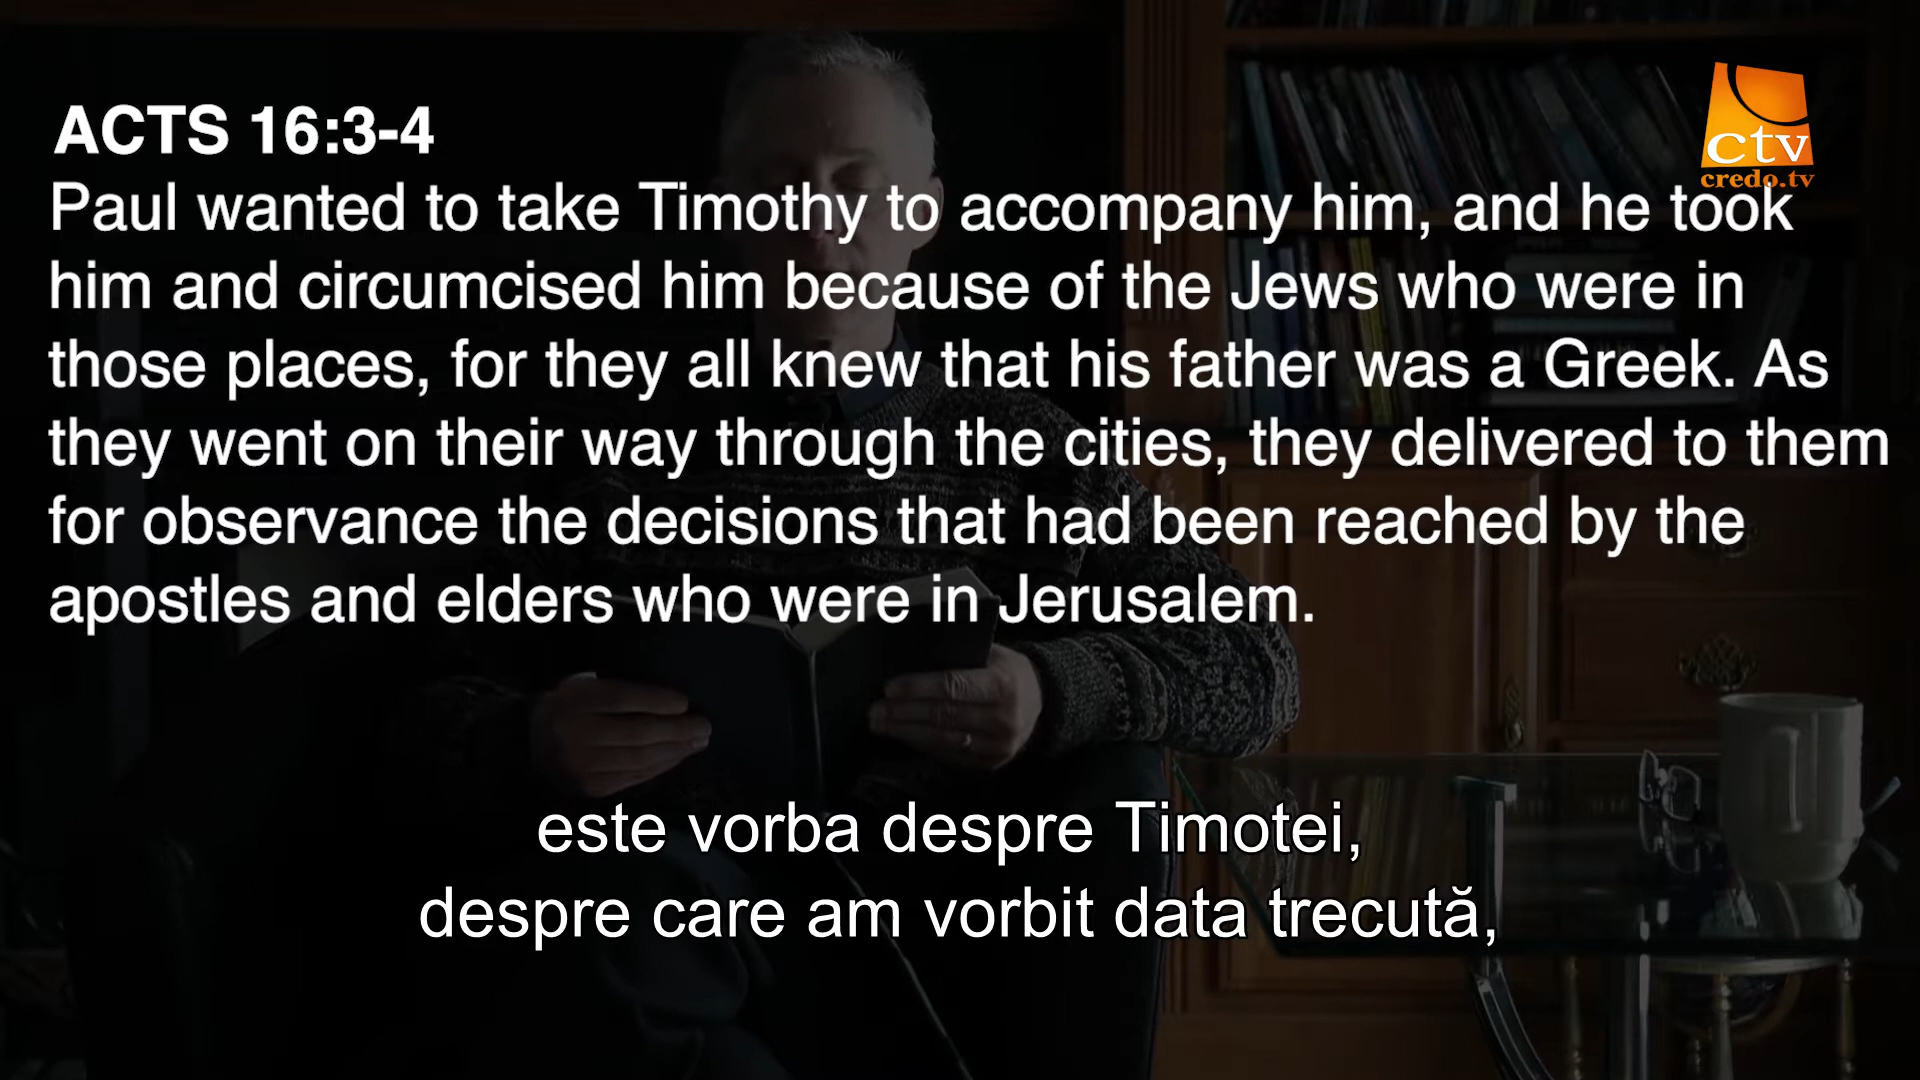 ctv
credo.tv
ACTS 16:3-4
Paul wanted to take Timothy to accompany him, and he took
him and circumcised him because of the Jews who were in
those places, for they all knew that his father was a Greek. As
they went on their way through the cities, they delivered to them
for observance the decisions that had been reached by the
apostles and elders who were in Jerusalem.
este vorba despre Timotei,
despre care am vorbit data trecută,